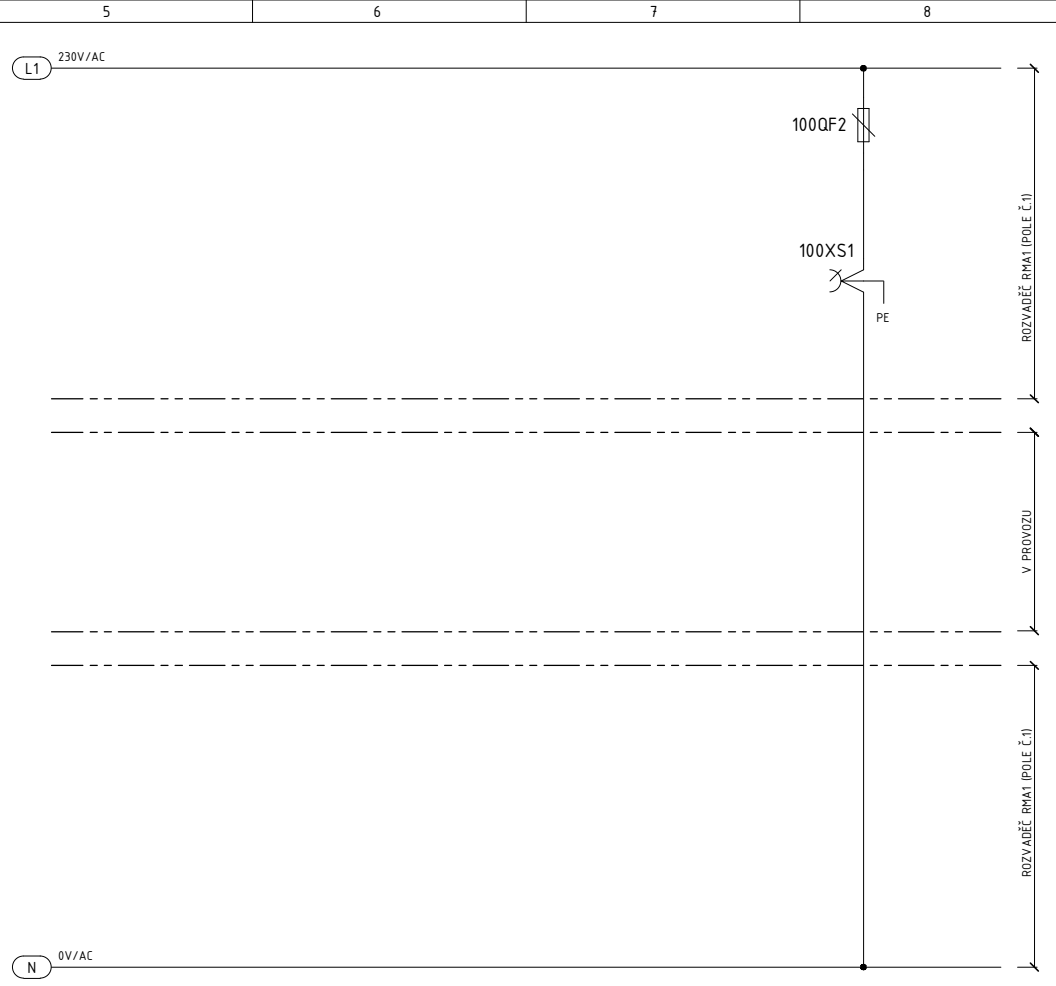 5 6 7 8
230V/AC
L1
100QF2
100XS1
PE
ROZVADĚČ RMA1 (POLE Č.1)
V PROVOZU
ROZVADĚČ RMA1 (POLE Č.1)
0V/AC
N